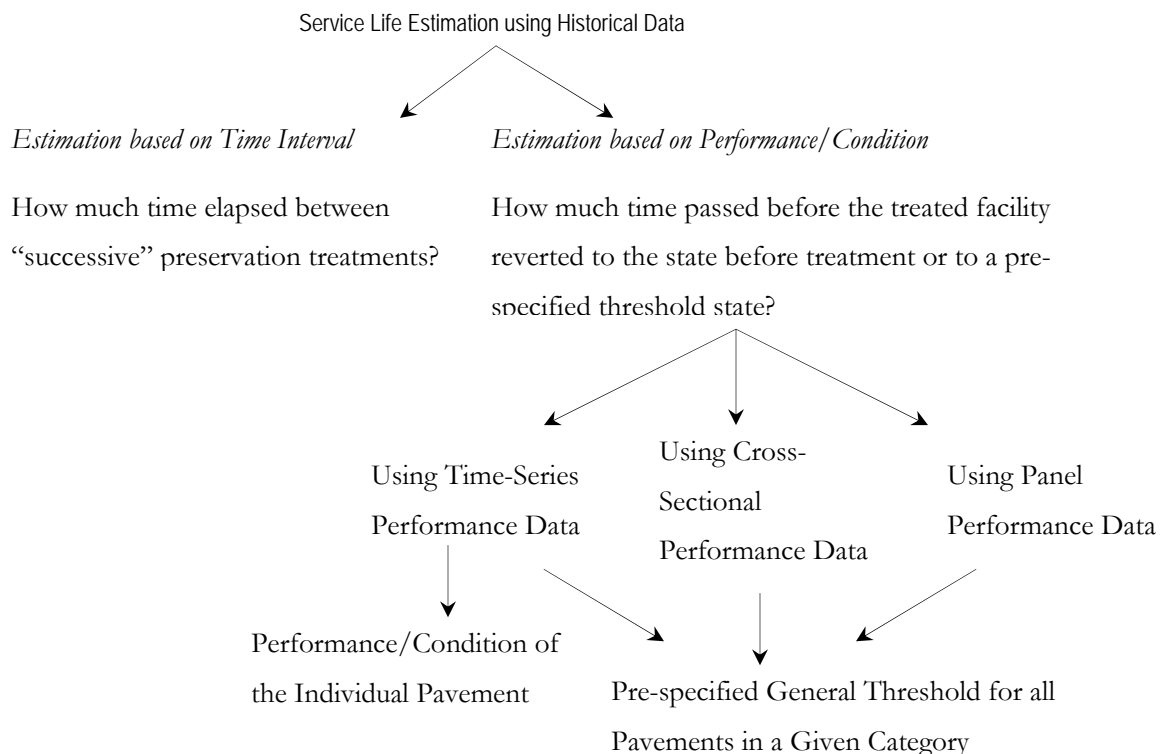 Service Life Estimation using Historical Data
Estimation based on Time Interval
How much time elapsed between
“successive” preservation treatments?
Estimation based on Performance/Condition
How much time passed before the treated facility
reverted to the state before treatment or to a pre-
specified threshold state?
Using Time-Series
Performance Data
Using Cross-
Sectional
Performance Data
Using Panel
Performance Data
Performance/Condition of
the Individual Pavement
Pre-specified General Threshold for all
Pavements in a Given Category